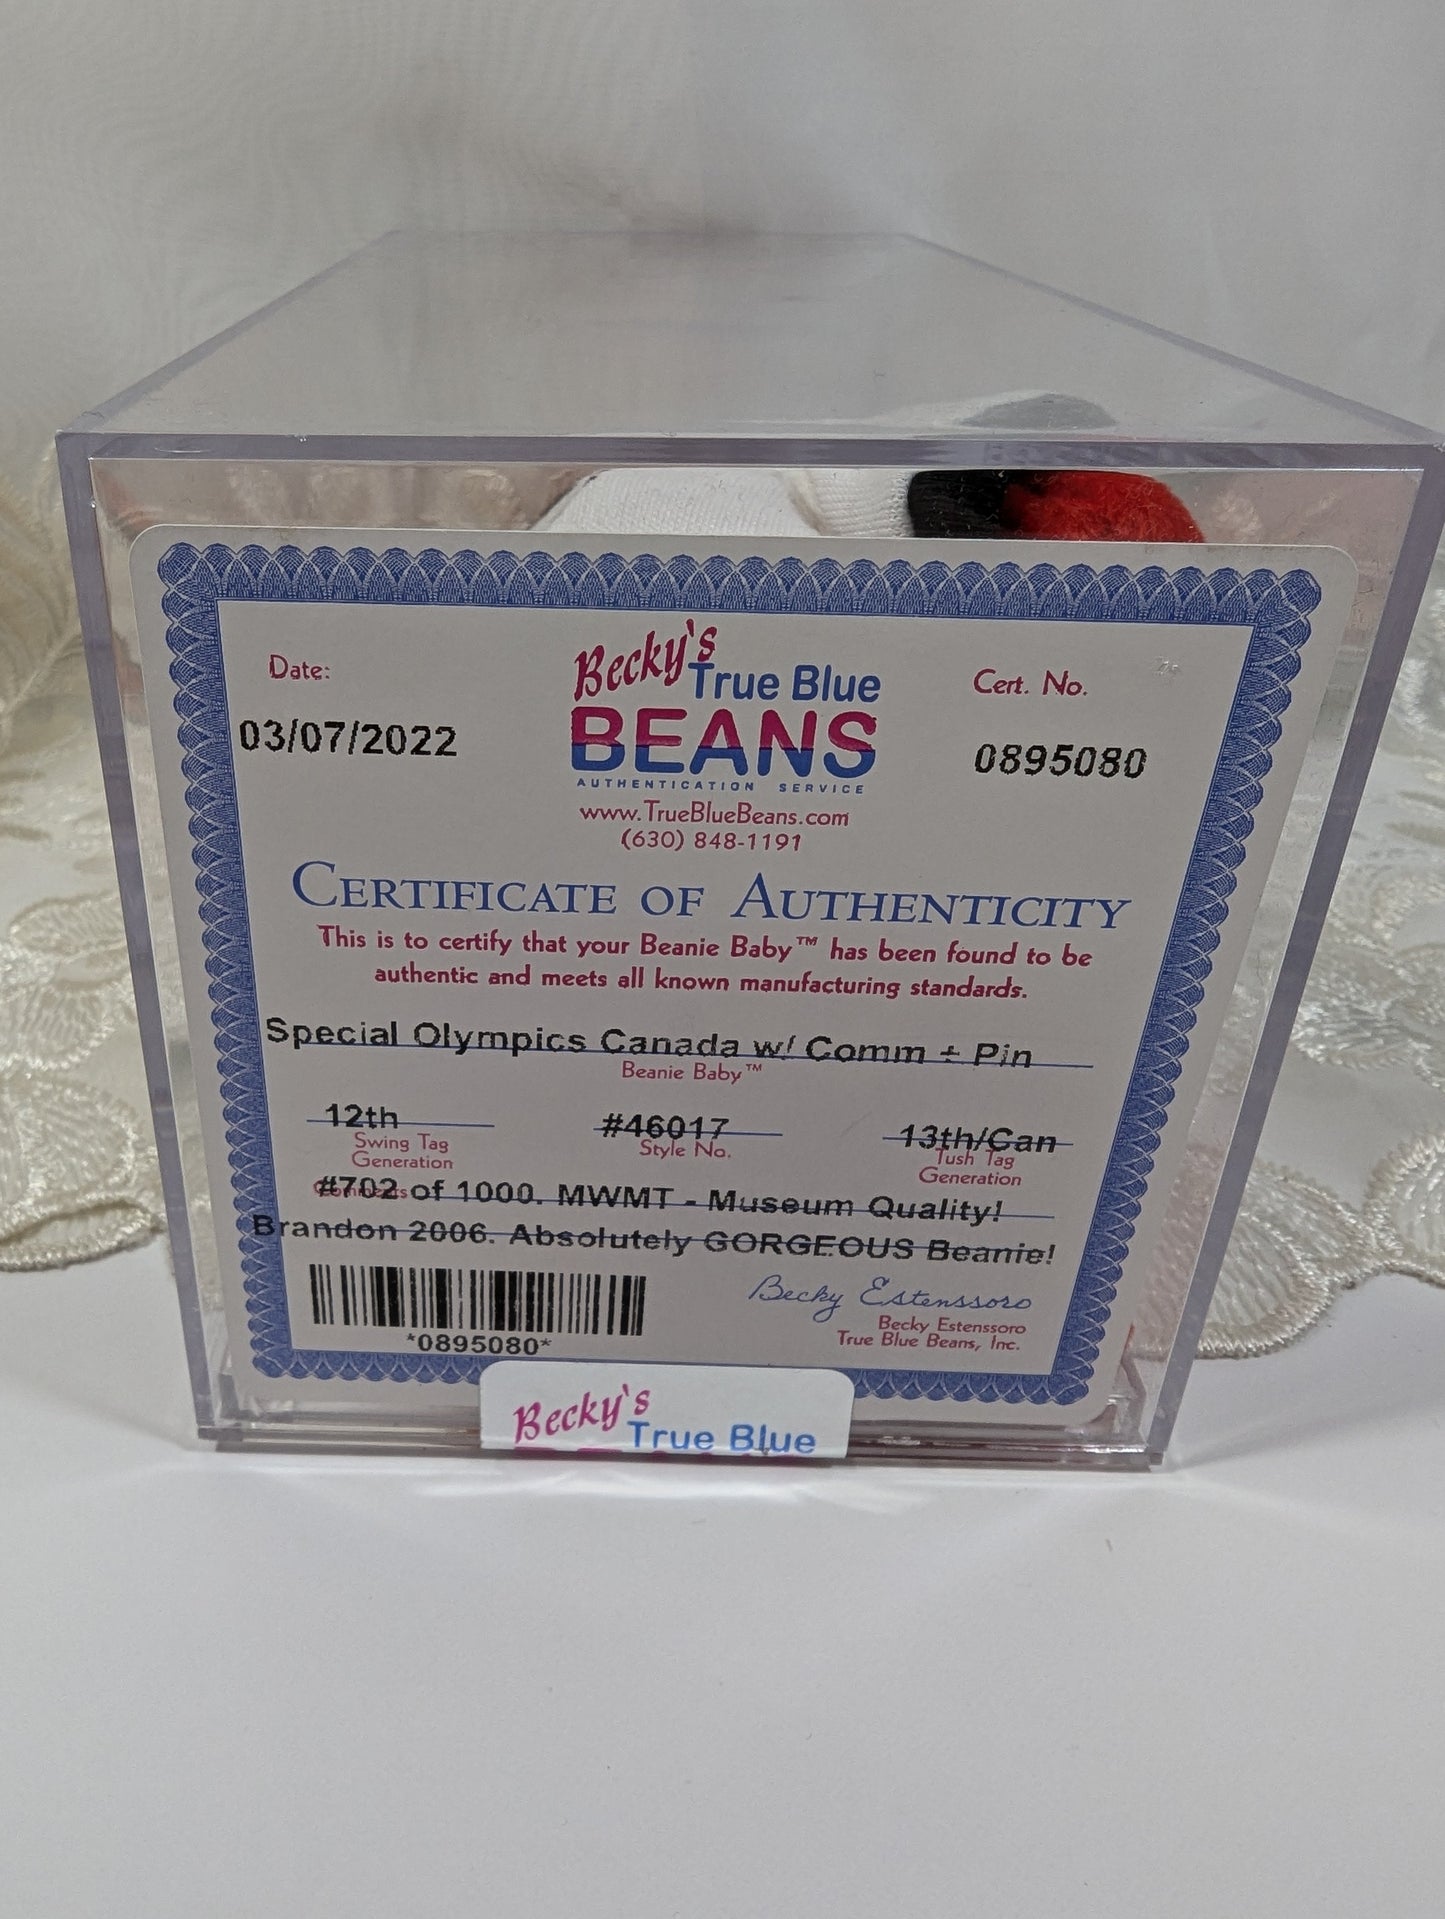 Date:
Becky's
True Blue
BEANS
AUTHENTICATION SERVICE
Cert. No.
03/07/2022
0895080
www.TrueBlueBeans.com
(630) 848-1191
CERTIFICATE OF AUTHENTICITY
This is to certify that your Beanie Baby™ has been found to be
authentic and meets all known manufacturing standards.
Special Olympics Canada w/ Comm + Pin
Beanie Baby™
12th
#46017
13th/Can
Swing Tag
Generation
Style No.
Tush Tag
Generation
Comments
#702 of 1000. MWMT - Museum Quality!
Brandon 2006. Absolutely GORGEOUS Beanie!
*0895080*
Becky Estenssoro
Becky Estenssoro
True Blue Beans, Inc.
Becky's
True Blue